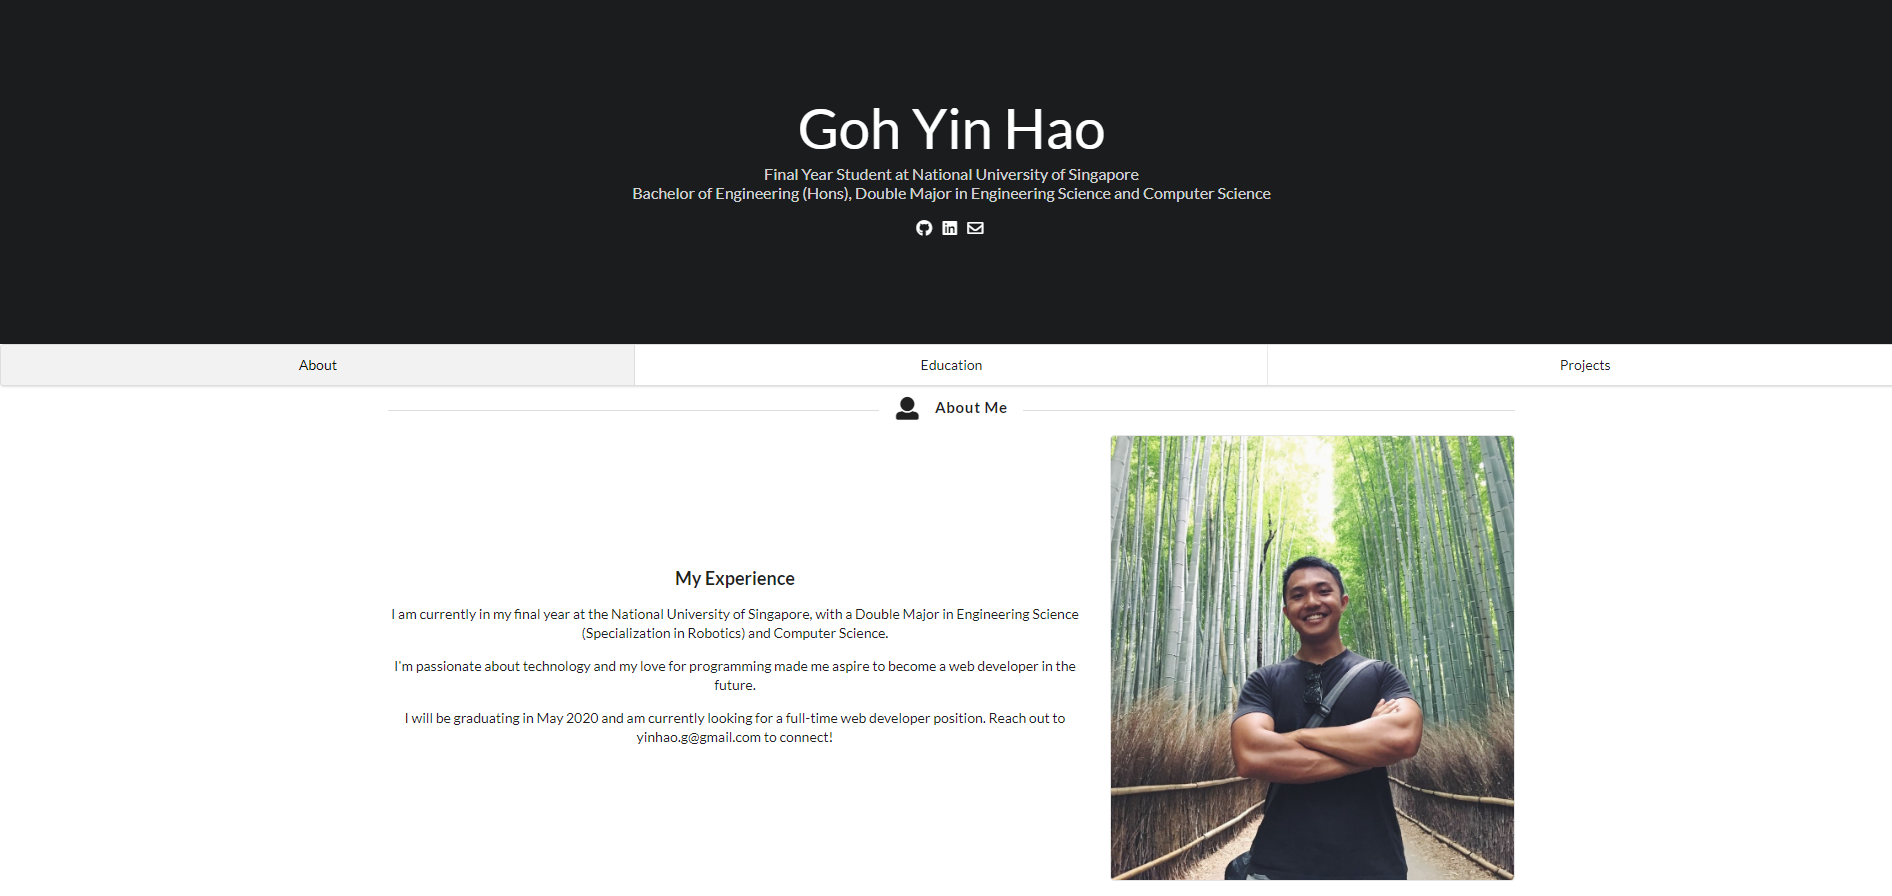 Goh Yin Hao
Final Year Student at National University of Singapore
Bachelor of Engineering (Hons), Double Major in Engineering Science and Computer Science
About
Education
Projects
About Me
My Experience
I am currently in my final year at the National University of Singapore, with a Double Major in Engineering Science
(Specialization in Robotics) and Computer Science.
I'm passionate about technology and my love for programming made me aspire to become a web developer in the
future.
I will be graduating in May 2020 and am currently looking for a full-time web developer position. Reach out to
yinhao.g@gmail.com to connect!